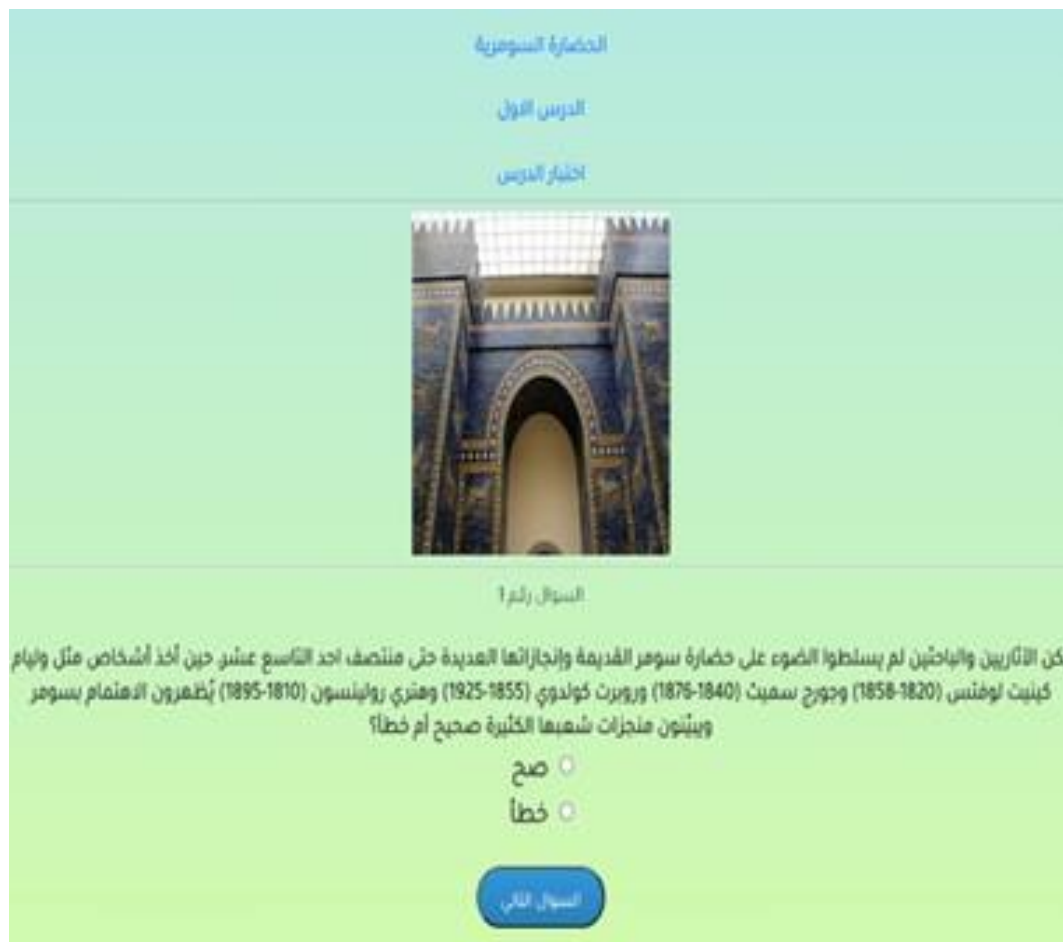 الحضارة السومرية
الدرس الاول
اختبار الدرس
السوال رقم 1
كن الآثاريين والباحثين لم يسلطوا الضوء على حضارة سومر القديمة وإنجازاتها العديدة حتى منتصف احد التاسع عشر. حين أخذ أشخاص مثل وليام
كينيت لوفتس (1820-1858) وجورج سميث (1840-1876) وروبرت كولدوي (1855-1925) وهنري رولينسون (1810-1895) يُظهرون الاهتمام بسومر
ويبيّنون منجزات شعبها الكثيرة صحيح أم خطأ؟
صح
خطأ
السوال التالي